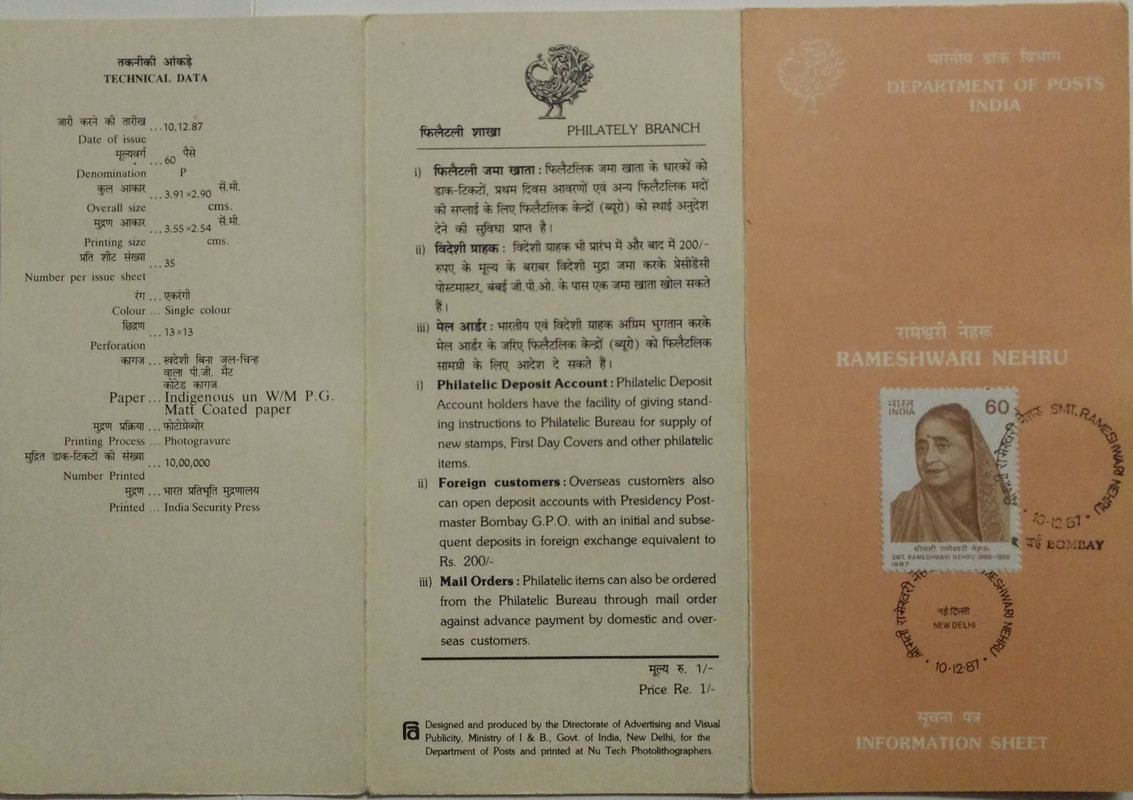 तकनीकी आंकड़े
TECHNICAL DATA
जारी करने की तारीख ...10.12.87
Date of issue
मूल्यवर्ग ...60 पैसे
Denomination P
कुल आकार ...3.91×2.90 सें.मी.
Overall size cms.
मुद्रण आकार ...3.55×2.54 सें.मी.
Printing size cms.
प्रति शीट संख्या ...35
Number per issue sheet
रंग ... एकरंगी
Colour ... Single colour
छिद्रण ...13×13
Perforation
कागज ... स्वदेशी बिना जल-चिन्ह
वाला पी.जी. मैट
कोटेड कागज
Paper... Indigenous un W/M P.G.
Matt Coated paper
मुद्रण प्रक्रिया ... फोटोग्रेव्योर
Printing Process ... Photogravure
मुद्रित डाक-टिकटों की संख्या ... 10,00,000
Number Printed
मुद्रण ... भारत प्रतिभूति मुद्रणालय
Printed ... India Security Press
फिलैटली शाखा PHILATELY BRANCH
i) फिलैटली जमा खाता : फिलैटलिक जमा खाता के धारकों को
डाक-टिकटों, प्रथम दिवस आवरणों एवं अन्य फिलैटलिक मदों
की सप्लाई के लिए फिलैटलिक केन्द्रों (ब्यूरो) को स्थाई अनुदेश
देने की सुविधा प्राप्त है।
ii) विदेशी ग्राहक : विदेशी ग्राहक भी प्रारंभ में और बाद में 200/-
रुपए के मूल्य के बराबर विदेशी मुद्रा जमा करके प्रेसीडेंसी
पोस्टमास्टर, बंबई जी.पी.ओ. के पास एक जमा खाता खोल सकते
हैं।
iii) मेल आर्डर : भारतीय एवं विदेशी ग्राहक अग्रिम भुगतान करके
मेल आर्डर के जरिए फिलैटलिक केन्द्रों (ब्यूरो) को फिलैटलिक
सामग्री के लिए आदेश दे सकते हैं।
i) Philatelic Deposit Account : Philatelic Deposit
Account holders have the facility of giving stand-
ing instructions to Philatelic Bureau for supply of
new stamps, First Day Covers and other philatelic
items.
ii) Foreign customers : Overseas customers also
can open deposit accounts with Presidency Post-
master Bombay G.P.O. with an initial and subse-
quent deposits in foreign exchange equivalent to
Rs. 200/-
iii) Mail Orders : Philatelic items can also be ordered
from the Philatelic Bureau through mail order
against advance payment by domestic and over-
seas customers.
मूल्य रु. 1/-
Price Re. 1/-
Designed and produced by the Directorate of Advertising and Visual
Publicity, Ministry of I & B., Govt. of India, New Delhi, for the
Department of Posts and printed at Nu Tech Photolithographers.
भारतीय डाक विभाग
DEPARTMENT OF POSTS
INDIA
रामेश्वरी नेहरू
RAMESHWARI NEHRU
भारत
INDIA 60
श्रीमती रामेश्वरी नेहरू
SMT. RAMESHWARI NEHRU 1886-1966
1987
श्रीमती रामेश्वरी नेहरू SMT. RAMESHWARI NEHRU
10-12-87
BOMBAY
श्रीमती रामेश्वरी RAMESHWARI NEHRU
नई दिल्ली
NEW DELHI
10-12-87
सूचना पत्र
INFORMATION SHEET